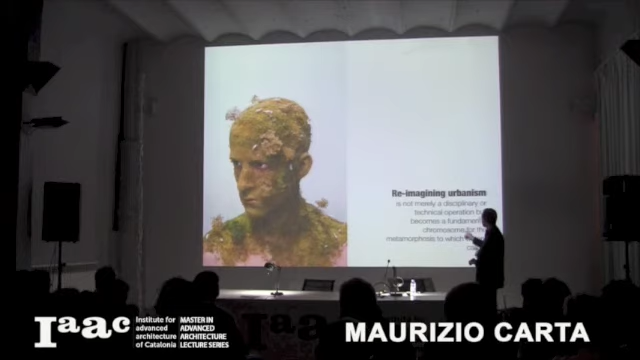 Re-imagining urbanism
is not merely a disciplinary or
technical operation but
becomes a fundamental
chromosome for the
metamorphosis to which
Iaac
Institute for
advanced
architecture
of Catalonia
MASTER IN
ADVANCED
ARCHITECTURE
LECTURE SERIES
MAURIZIO CARTA